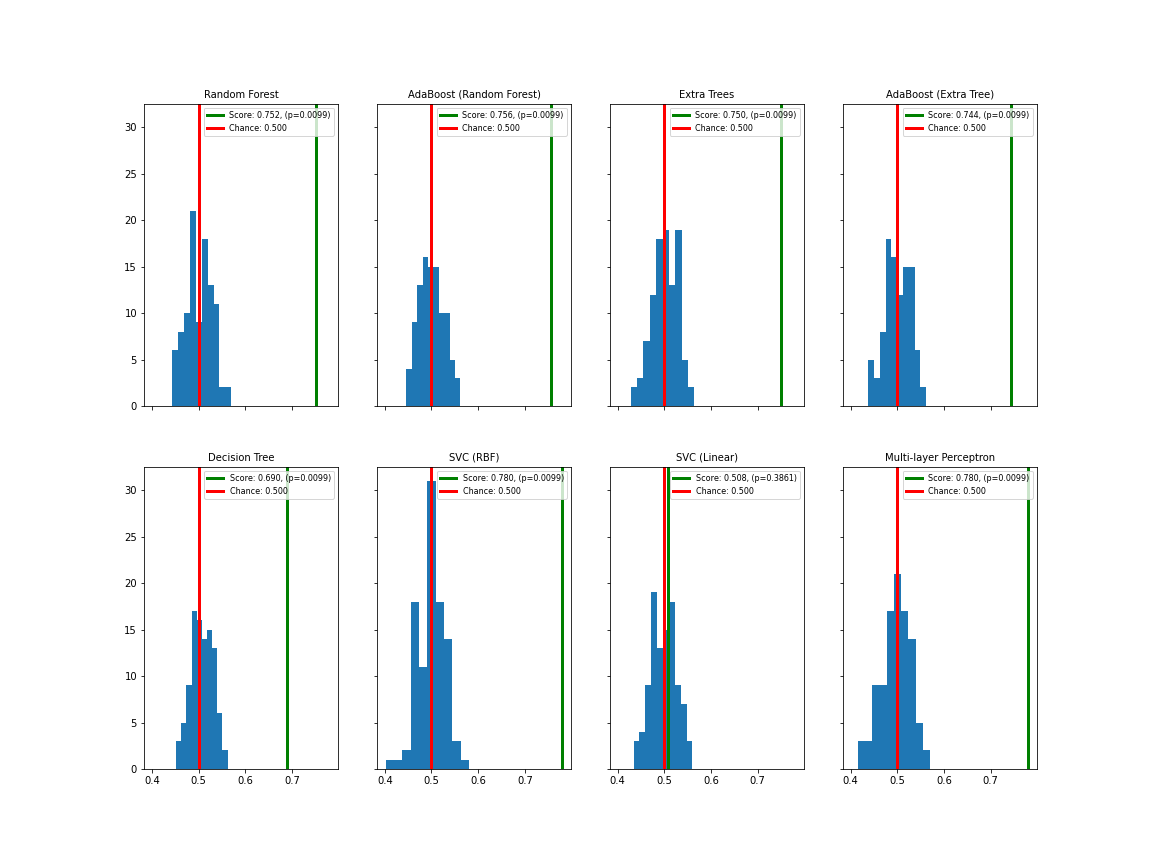 Random Forest
AdaBoost (Random Forest)
Extra Trees
AdaBoost (Extra Tree)
Score: 0.752, (p=0.0099)
Chance: 0.500
Score: 0.756, (p=0.0099)
Chance: 0.500
Score: 0.750, (p=0.0099)
Chance: 0.500
Score: 0.744, (p=0.0099)
Chance: 0.500
30
25
20
15
10
5
0
Decision Tree
SVC (RBF)
SVC (Linear)
Multi-layer Perceptron
Score: 0.690, (p=0.0099)
Chance: 0.500
Score: 0.780, (p=0.0099)
Chance: 0.500
Score: 0.508, (p=0.3861)
Chance: 0.500
Score: 0.780, (p=0.0099)
Chance: 0.500
30
25
20
15
10
5
0
0.4 0.5 0.6 0.7
0.4 0.5 0.6 0.7
0.4 0.5 0.6 0.7
0.4 0.5 0.6 0.7